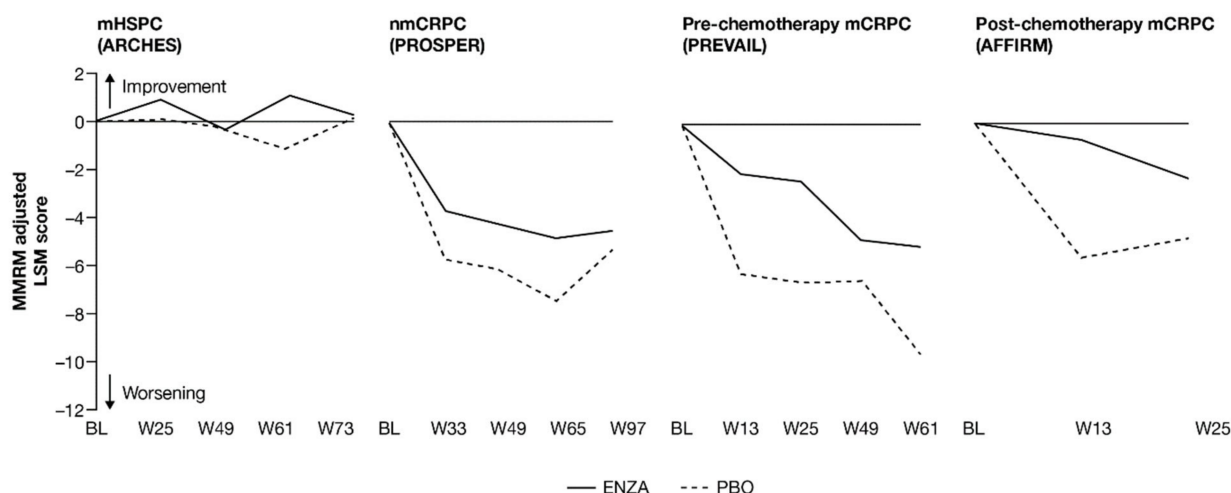 mHSPC
(ARCHES)
nmCRPC
(PROSPER)
Pre-chemotherapy mCRPC
(PREVAIL)
Post-chemotherapy mCRPC
(AFFIRM)
MMRM adjusted
LSM score
2
0
−2
−4
−6
−8
−10
−12
Improvement
Worsening
BL W25 W49 W61 W73
BL W33 W49 W65 W97
BL W13 W25 W49 W61
BL W13 W25
ENZA PBO